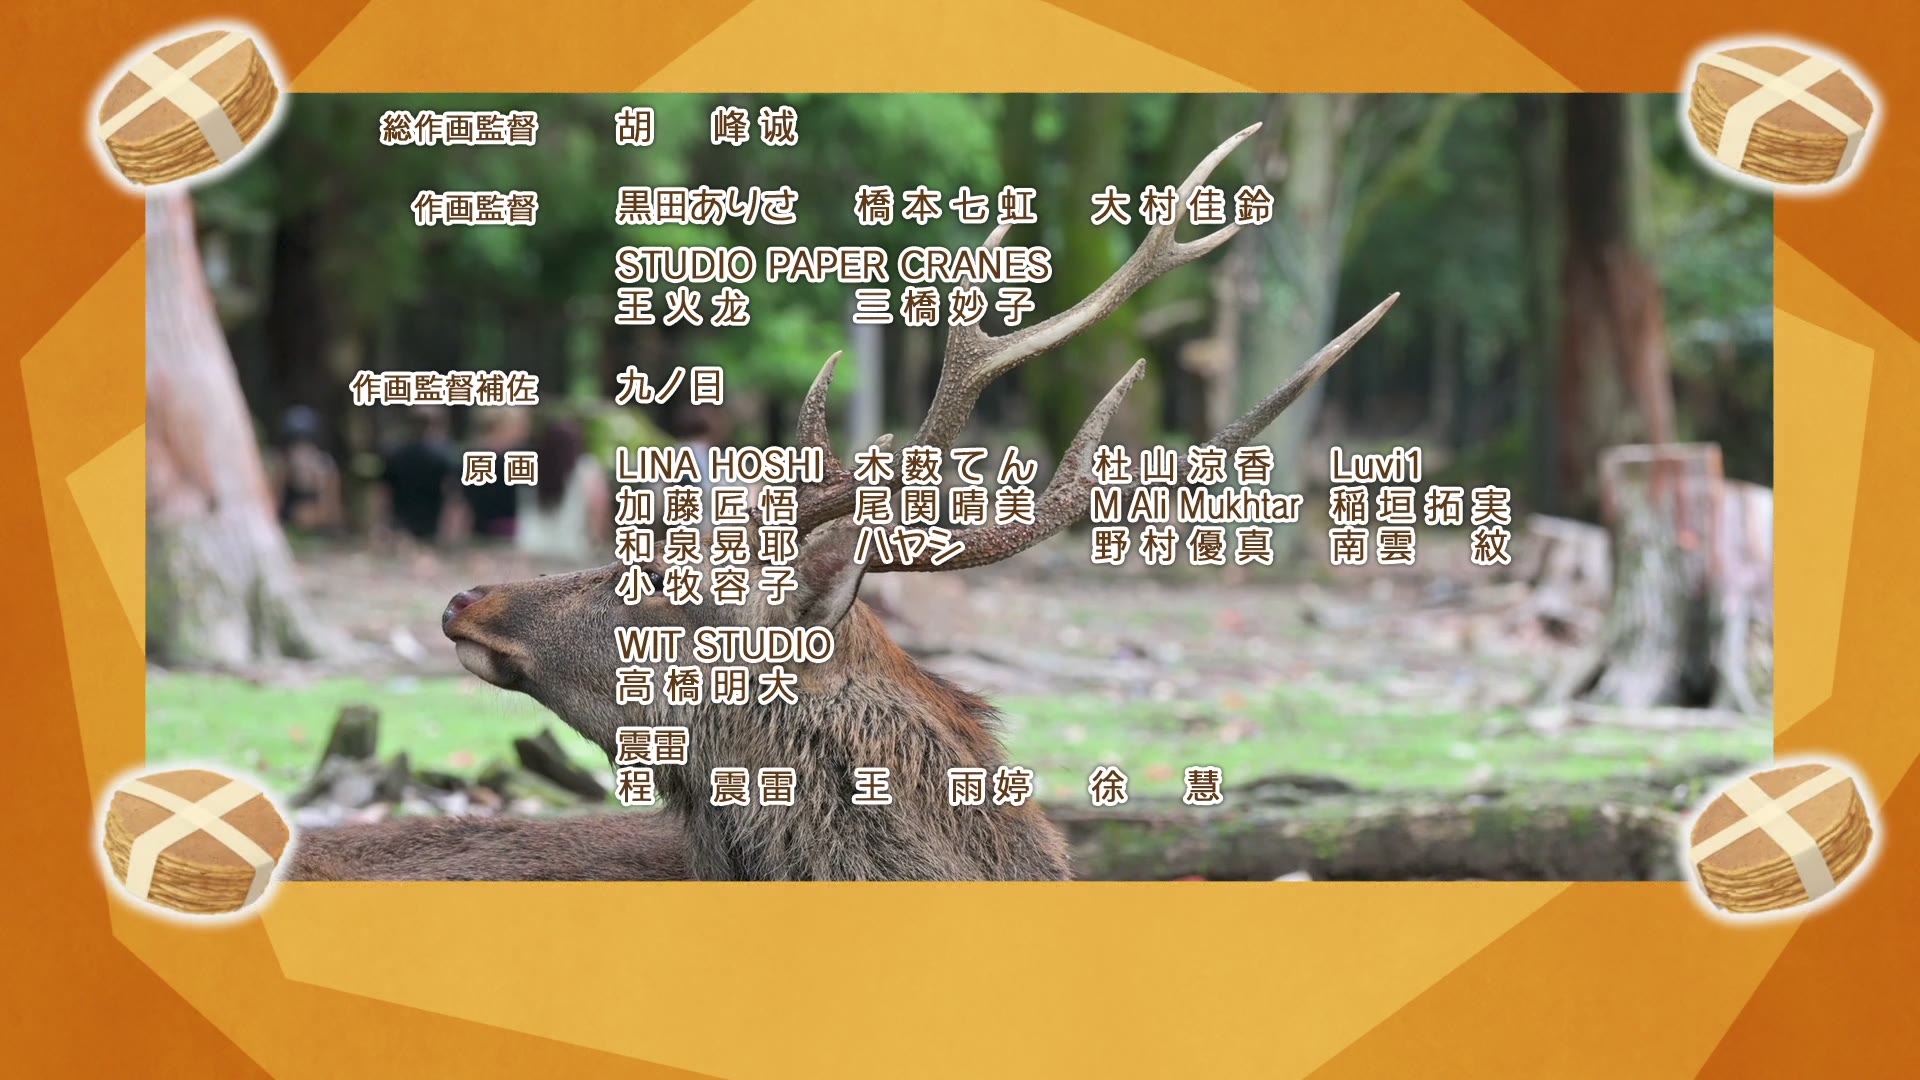 総作画監督 胡 峰誠
作画監督 黒田ありさ 橋本七虹 大村佳鈴
STUDIO PAPER CRANES
王火龙 三橋妙子
作画監督補佐 九ノ日
原画 LINA HOSHI 木薮てん 杜山涼香 Luvi1
加藤匠悟 尾関晴美 M Ali Mukhtar 稲垣拓実
和泉晃耶 ハヤシ 野村優真 南雲 紋
小牧容子
WIT STUDIO
高橋明大
震雷
程 震雷 王 雨婷 徐 慧